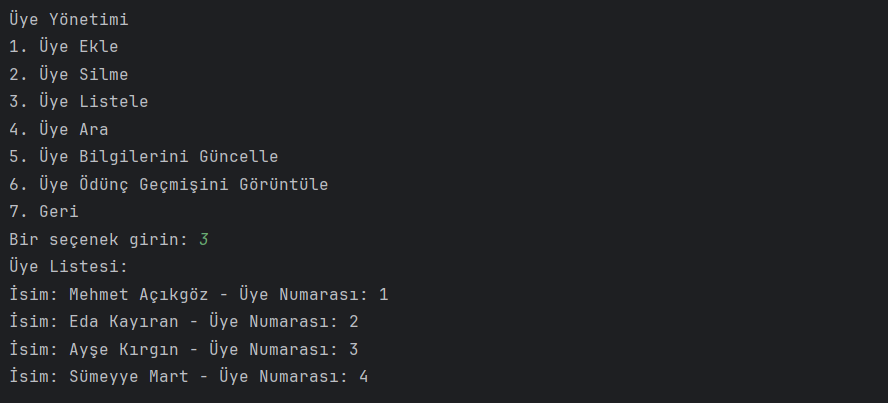 Üye Yönetimi
1. Üye Ekle
2. Üye Silme
3. Üye Listele
4. Üye Ara
5. Üye Bilgilerini Güncelle
6. Üye Ödünç Geçmişini Görüntüle
7. Geri
Bir seçenek girin: 3
Üye Listesi:
İsim: Mehmet Açıkgöz - Üye Numarası: 1
İsim: Eda Kayıran - Üye Numarası: 2
İsim: Ayşe Kırgın - Üye Numarası: 3
İsim: Sümeyye Mart - Üye Numarası: 4